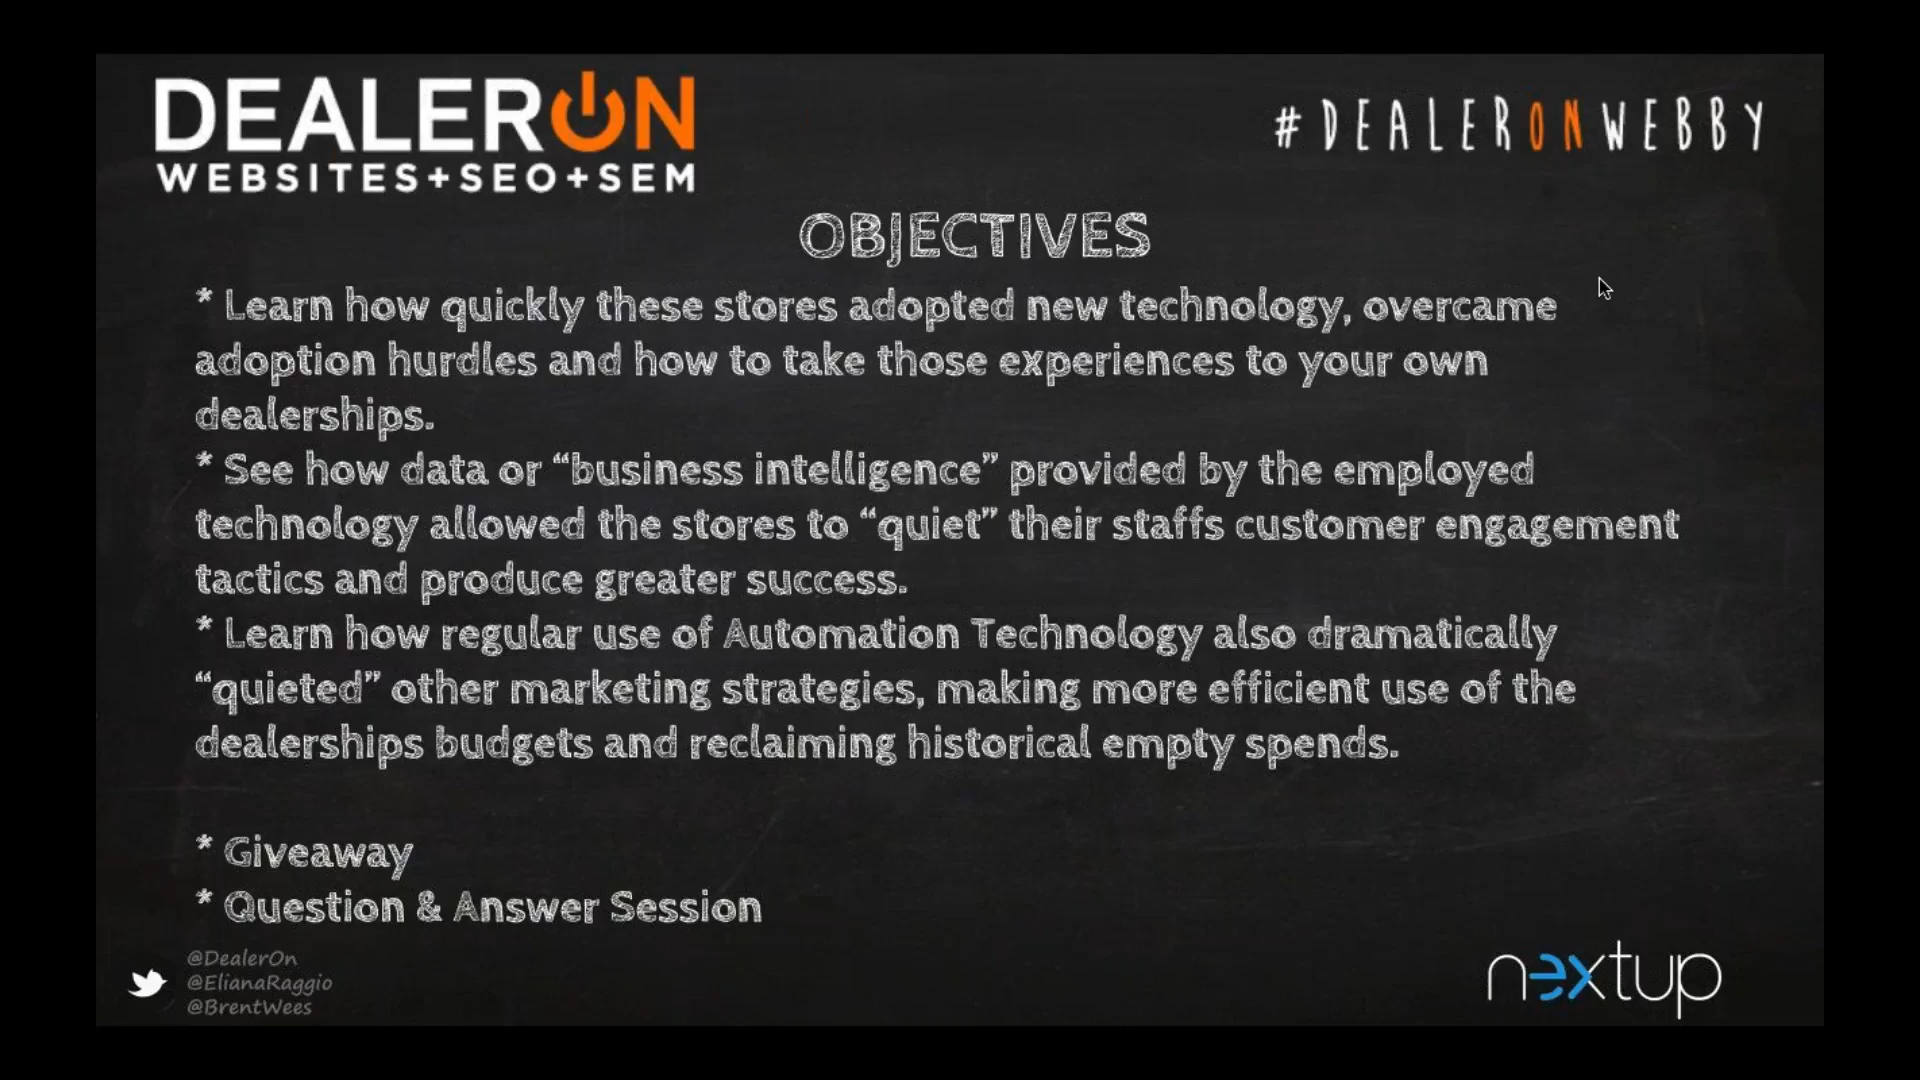 DEALERON
WEBSITES+SEO+SEM
#DEALERONWEBBY
OBJECTIVES
* Learn how quickly these stores adopted new technology, overcame
adoption hurdles and how to take those experiences to your own
dealerships.
* See how data or “business intelligence” provided by the employed
technology allowed the stores to “quiet” their staffs customer engagement
tactics and produce greater success.
* Learn how regular use of Automation Technology also dramatically
“quieted” other marketing strategies, making more efficient use of the
dealerships budgets and reclaiming historical empty spends.
* Giveaway
* Question & Answer Session
@DealerOn
@ElianaRaggio
@BrentWees
nextup